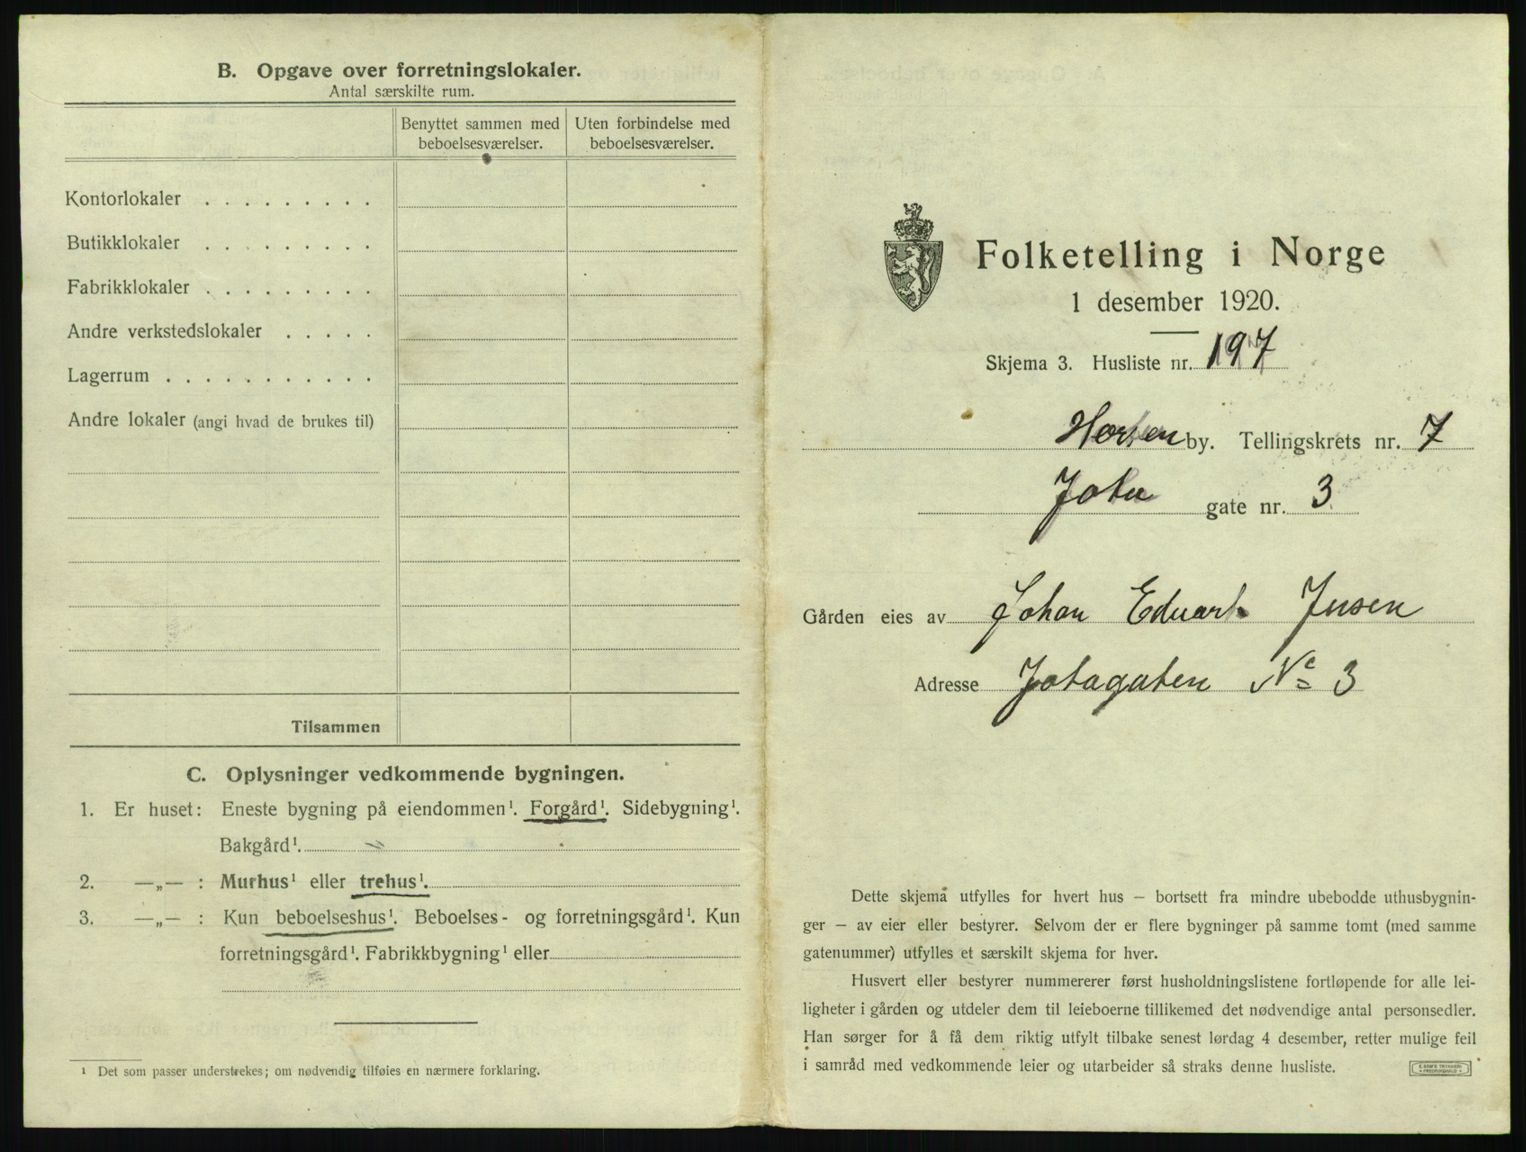 B. Opgave over forretningslokaler.
Antal særskilte rum.
Benyttet sammen med beboelsesværelser.
Uten forbindelse med beboelsesværelser.
Kontorlokaler . . . . . . . . .
Butikklokaler . . . . . . . . .
Fabrikklokaler . . . . . . . . .
Andre verkstedslokaler . . . . .
Lagerrum . . . . . . . . . . .
Andre lokaler (angi hvad de brukes til)
Tilsammen
C. Oplysninger vedkommende bygningen.
1. Er huset: Eneste bygning på eiendommen¹. Forgård¹. Sidebygning¹.
Bakgård¹.
2. —„— : Murhus¹ eller trehus¹.
3. —„— : Kun beboelseshus¹. Beboelses- og forretningsgård¹. Kun
forretningsgård¹. Fabrikkbygning¹ eller
¹ Det som passer understrekes; om nødvendig tilføies en nærmere forklaring.
Folketelling i Norge
1 desember 1920.
Skjema 3. Husliste nr. 197
Horten by. Tellingskrets nr. 7
Jota gate nr. 3
Gården eies av Johan Eduart Jusen
Adresse Jotagaten No 3
Dette skjema utfylles for hvert hus — bortsett fra mindre ubebodde uthusbygnin-
ger — av eier eller bestyrer. Selvom der er flere bygninger på samme tomt (med samme
gatenummer) utfylles et særskilt skjema for hver.
Husvert eller bestyrer nummererer først husholdningslistene fortløpende for alle lei-
ligheter i gården og utdeler dem til leieboerne tillikemed det nødvendige antal personsedler.
Han sørger for å få dem riktig utfylt tilbake senest lørdag 4 desember, retter mulige feil
i samråd med vedkommende leier og utarbeider så straks denne husliste.